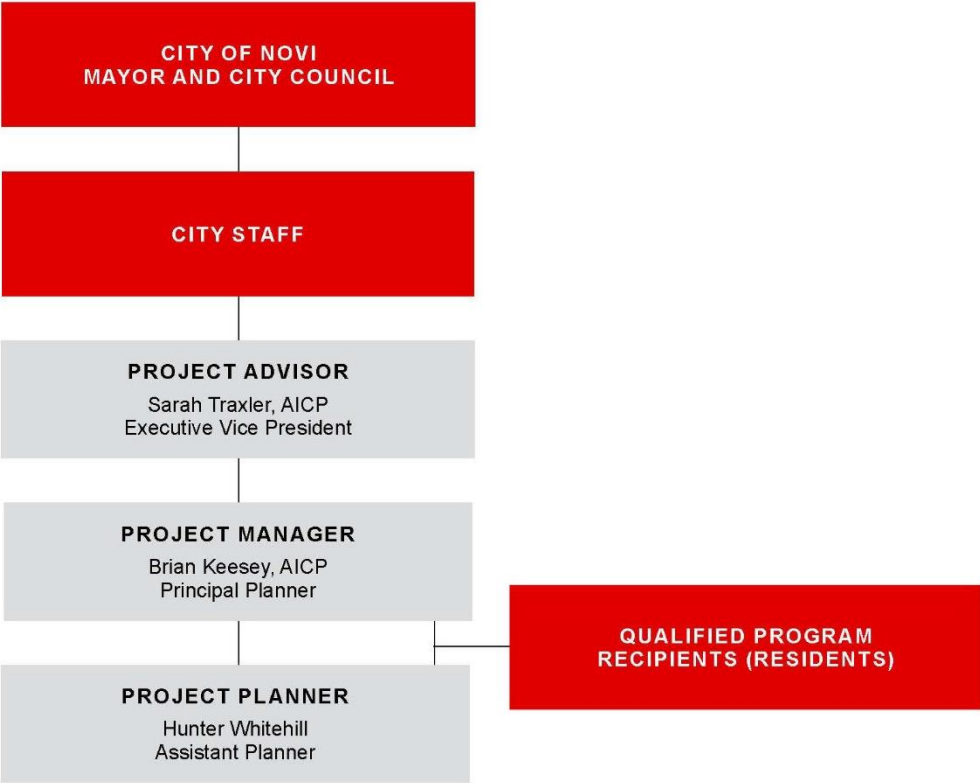 CITY OF NOVI
MAYOR AND CITY COUNCIL
CITY STAFF
PROJECT ADVISOR
Sarah Traxler, AICP
Executive Vice President
PROJECT MANAGER
Brian Keesey, AICP
Principal Planner
QUALIFIED PROGRAM
RECIPIENTS (RESIDENTS)
PROJECT PLANNER
Hunter Whitehill
Assistant Planner